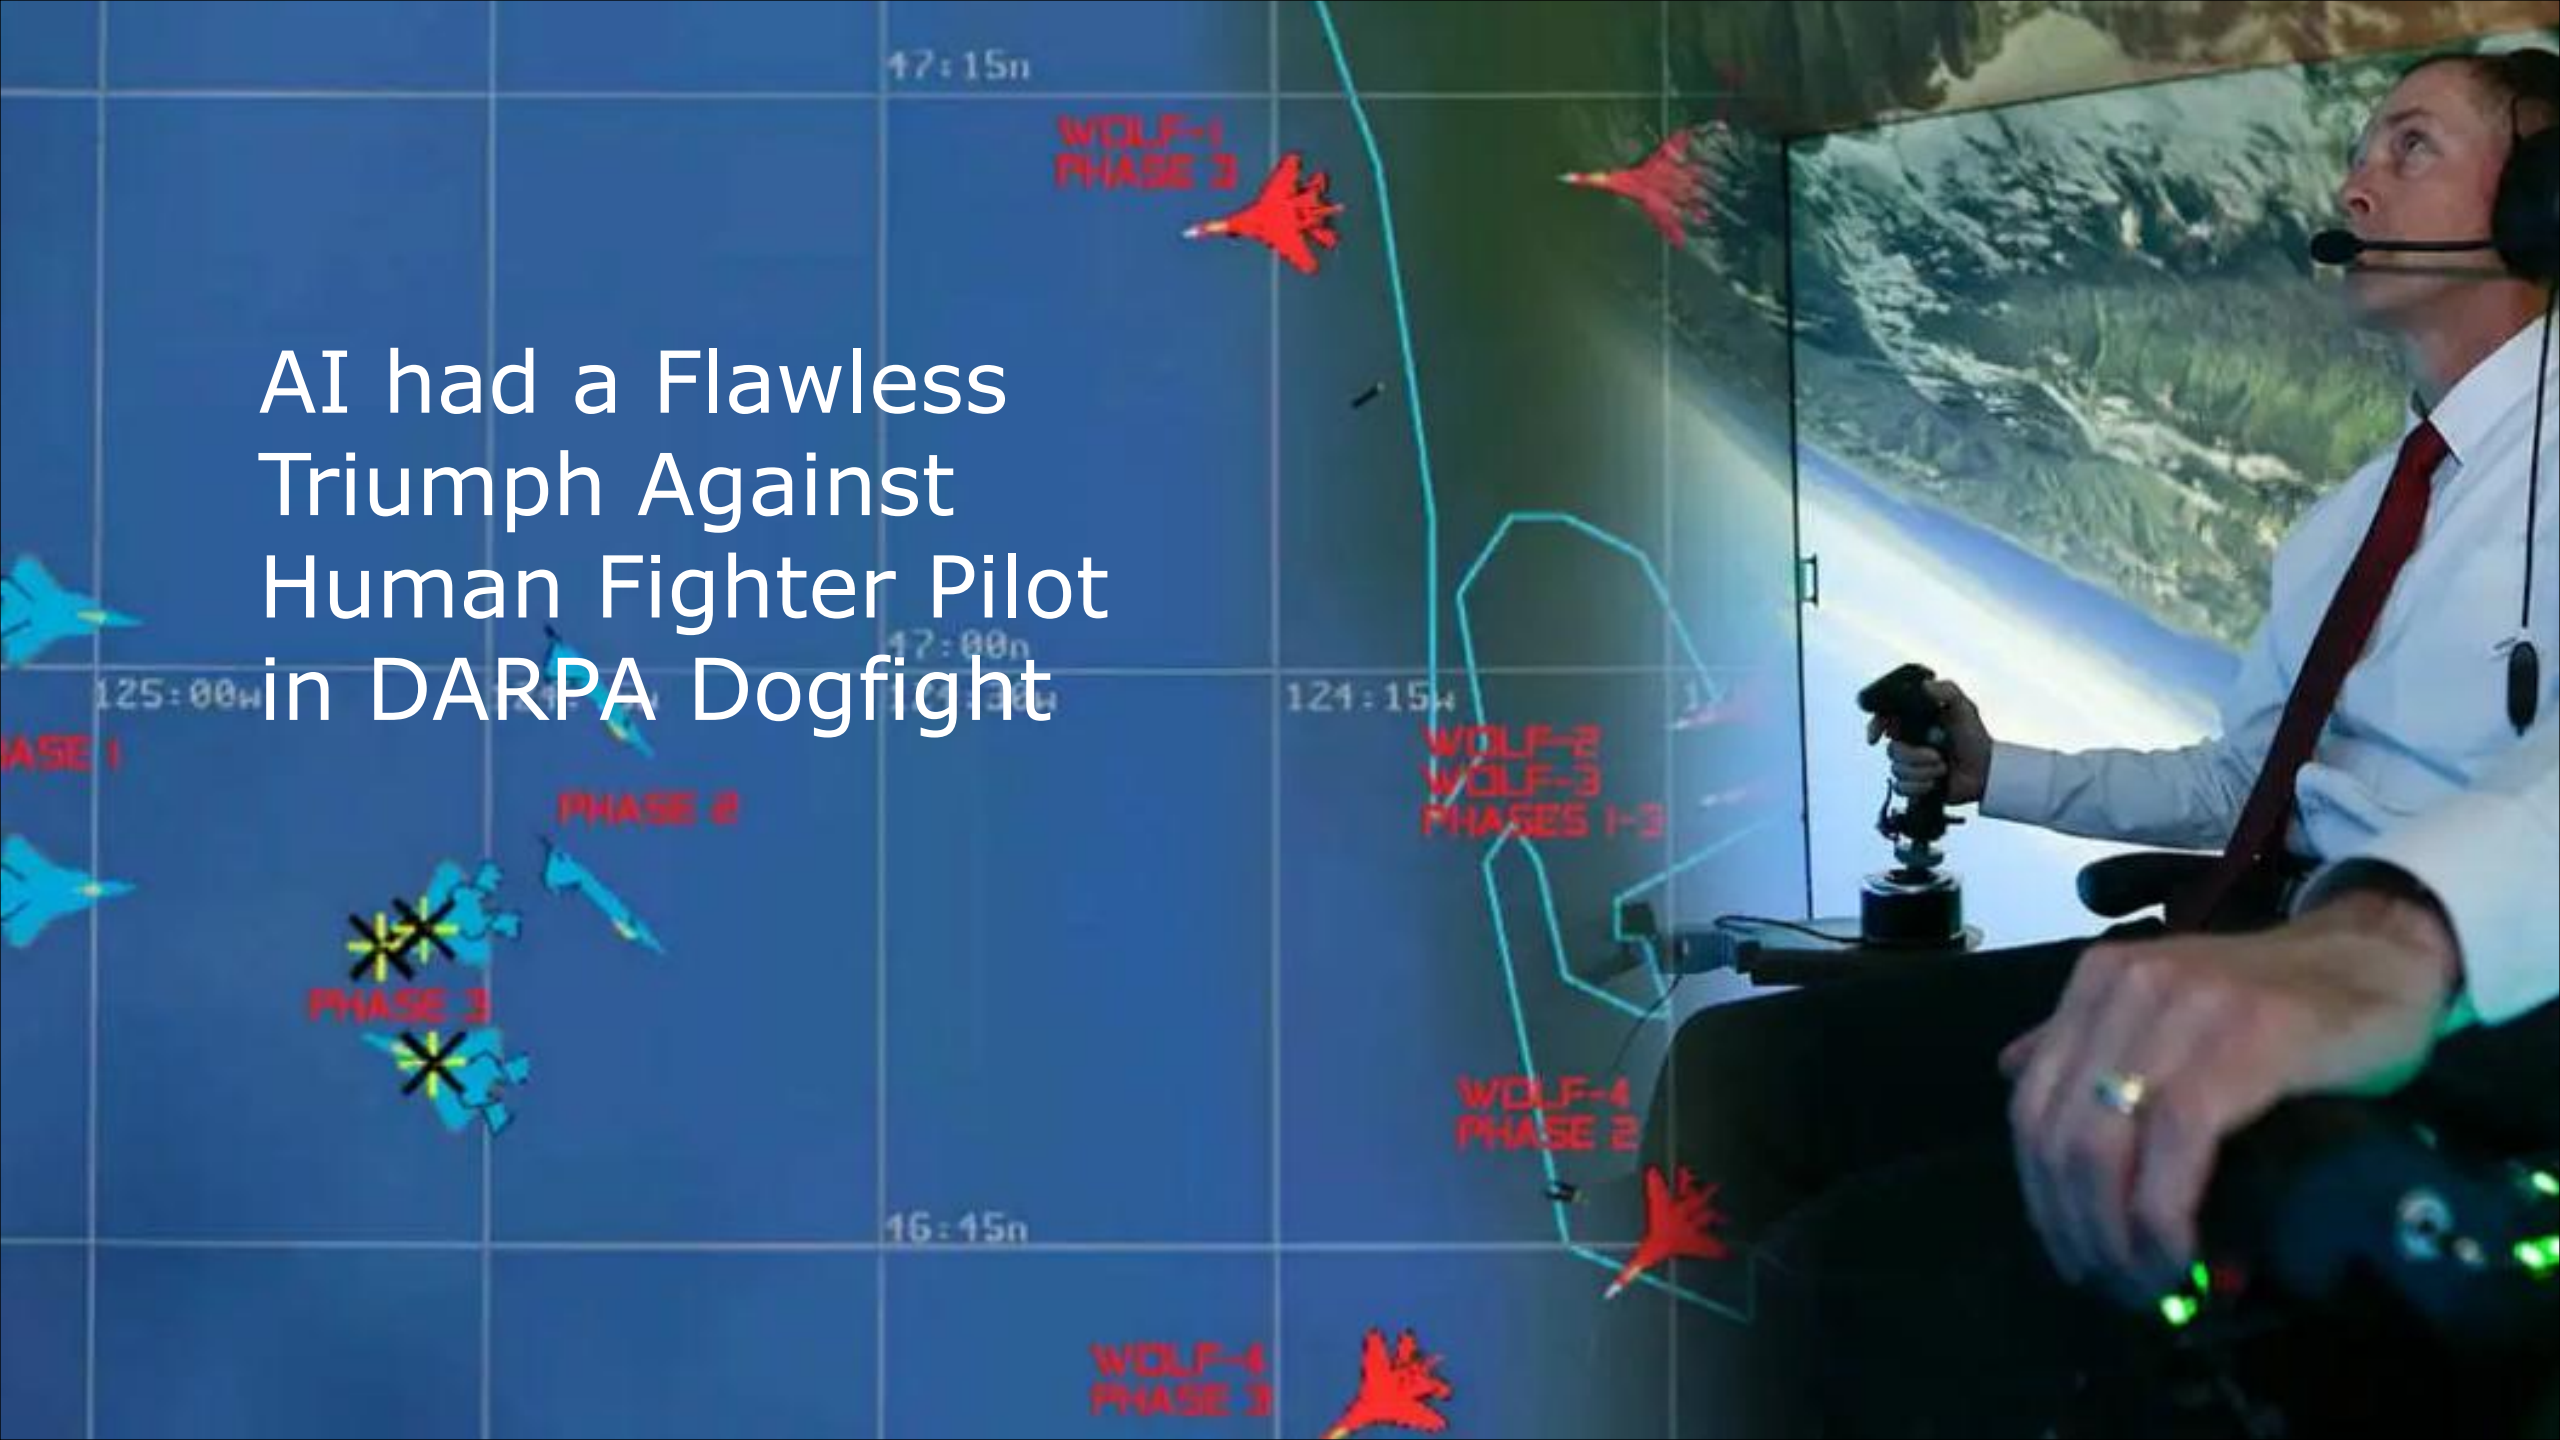 47:15n
WOLF-1
PHASE 3
AI had a Flawless
Triumph Against
Human Fighter Pilot
in DARPA Dogfight
47:00n
125:00w
124:15w
WOLF-2
WOLF-3
PHASES 1-3
PHASE 2
PHASE 3
WOLF-4
PHASE 2
46:45n
WOLF-4
PHASE 3